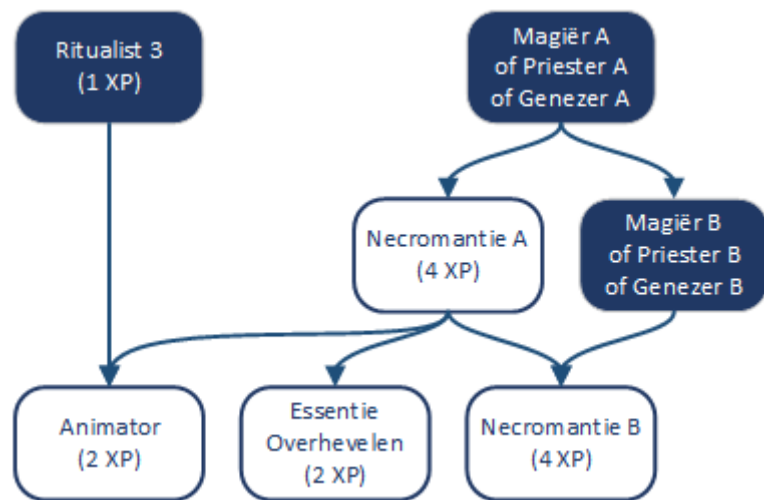 Ritualist 3
(1 XP)
Magiër A
of Priester A
of Genezer A
Necromantie A
(4 XP)
Magiër B
of Priester B
of Genezer B
Animator
(2 XP)
Essentie
Overhevelen
(2 XP)
Necromantie B
(4 XP)